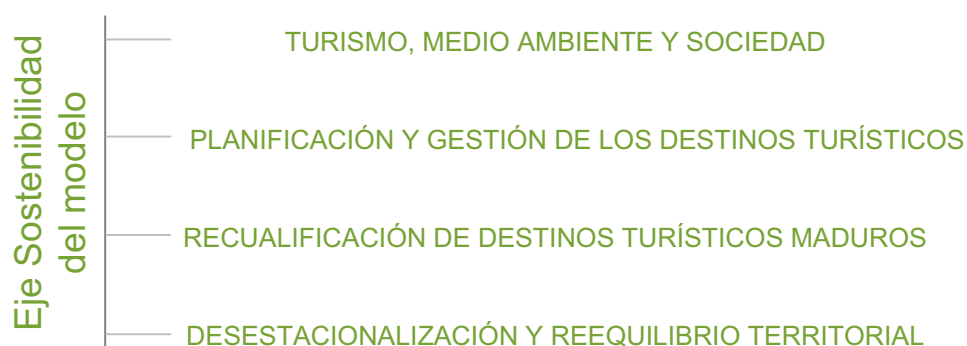 Eje Sostenibilidad
del modelo
TURISMO, MEDIO AMBIENTE Y SOCIEDAD
PLANIFICACIÓN Y GESTIÓN DE LOS DESTINOS TURÍSTICOS
RECUALIFICACIÓN DE DESTINOS TURÍSTICOS MADUROS
DESESTACIONALIZACIÓN Y REEQUILIBRIO TERRITORIAL